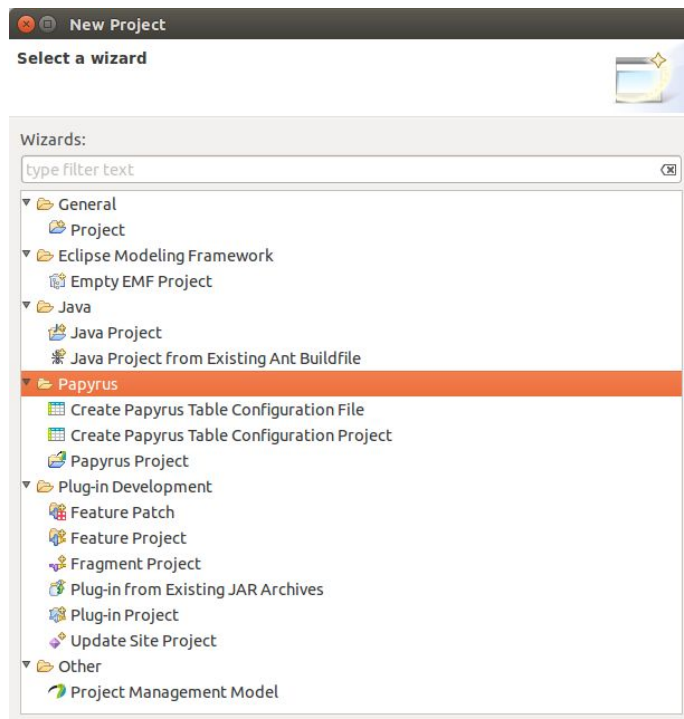 New Project
Select a wizard
Wizards:
type filter text
General
Project
Eclipse Modeling Framework
Empty EMF Project
Java
Java Project
Java Project from Existing Ant Buildfile
Papyrus
Create Papyrus Table Configuration File
Create Papyrus Table Configuration Project
Papyrus Project
Plug-in Development
Feature Patch
Feature Project
Fragment Project
Plug-in from Existing JAR Archives
Plug-in Project
Update Site Project
Other
Project Management Model